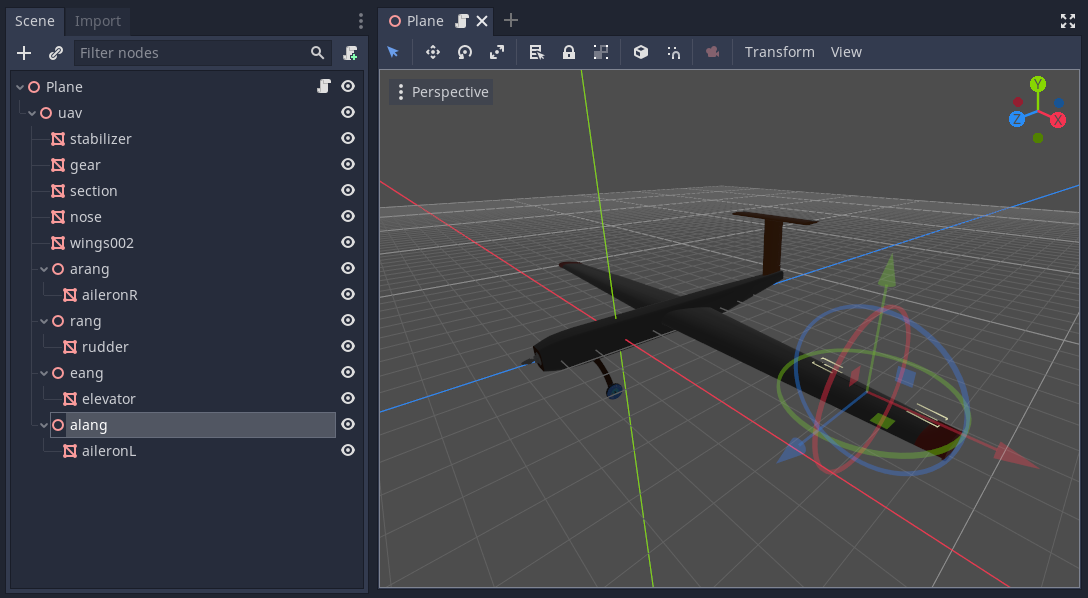 Scene Import
Plane
Filter nodes
Transform View
Plane
uav
stabilizer
gear
section
nose
wings002
arang
aileronR
rang
rudder
eang
elevator
alang
aileronL
Perspective
Y
Z X